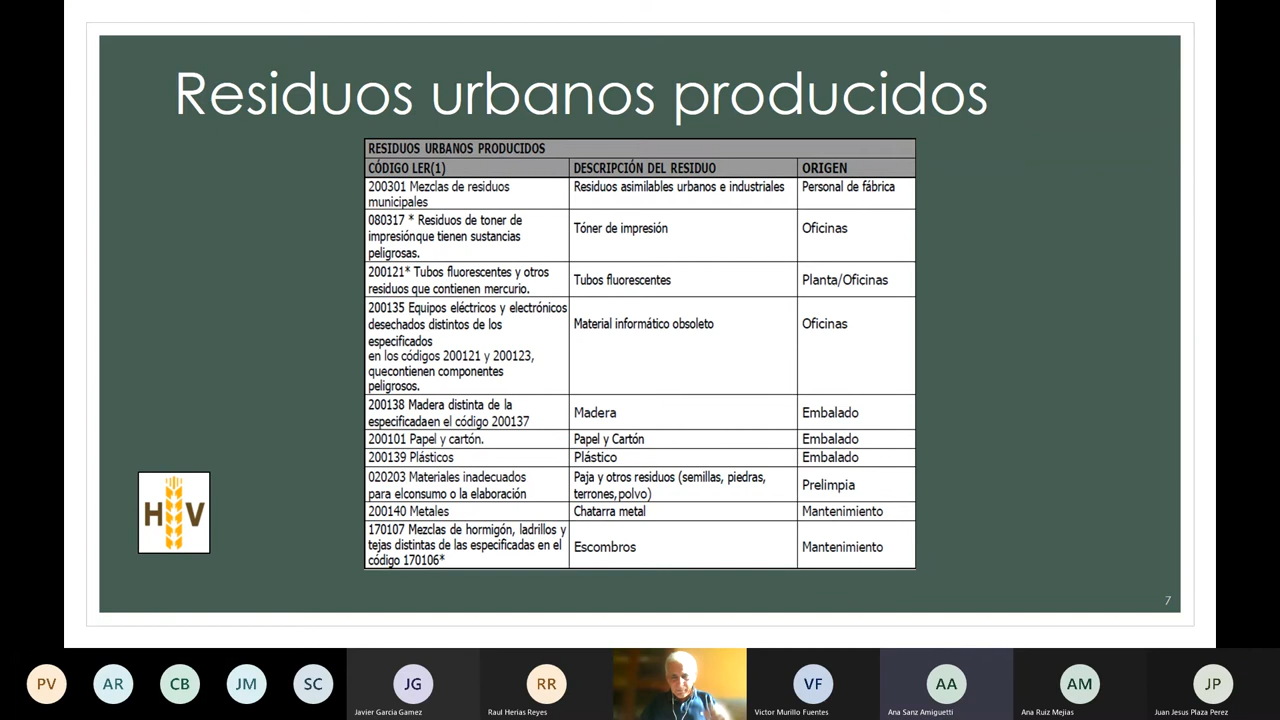 Residuos urbanos producidos
RESIDUOS URBANOS PRODUCIDOS
CÓDIGO LER(1) DESCRIPCIÓN DEL RESIDUO ORIGEN
200301 Mezclas de residuos
municipales
Residuos asimilables urbanos e industriales
Personal de fábrica
080317 * Residuos de toner de
impresiónque tienen sustancias
peligrosas.
Tóner de impresión
Oficinas
200121* Tubos fluorescentes y otros
residuos que contienen mercurio.
Tubos fluorescentes
Planta/Oficinas
200135 Equipos eléctricos y electrónicos
desechados distintos de los
especificados
en los códigos 200121 y 200123,
quecontienen componentes
peligrosos.
Material informático obsoleto
Oficinas
200138 Madera distinta de la
especificadaen el código 200137
Madera
Embalado
200101 Papel y cartón.
Papel y Cartón
Embalado
200139 Plásticos
Plástico
Embalado
020203 Materiales inadecuados
para elconsumo o la elaboración
Paja y otros residuos (semillas, piedras,
terrones,polvo)
Prelimpia
200140 Metales
Chatarra metal
Mantenimiento
170107 Mezclas de hormigón, ladrillos y
tejas distintas de las especificadas en el
código 170106*
Escombros
Mantenimiento
H V
7
PV AR CB JM SC JG RR VF AA AM JP
Javier Garcia Gamez
Raul Herias Reyes
Victor Murillo Fuentes
Ana Sanz Amiguetti
Ana Ruiz Mejias
Juan Jesus Plaza Perez